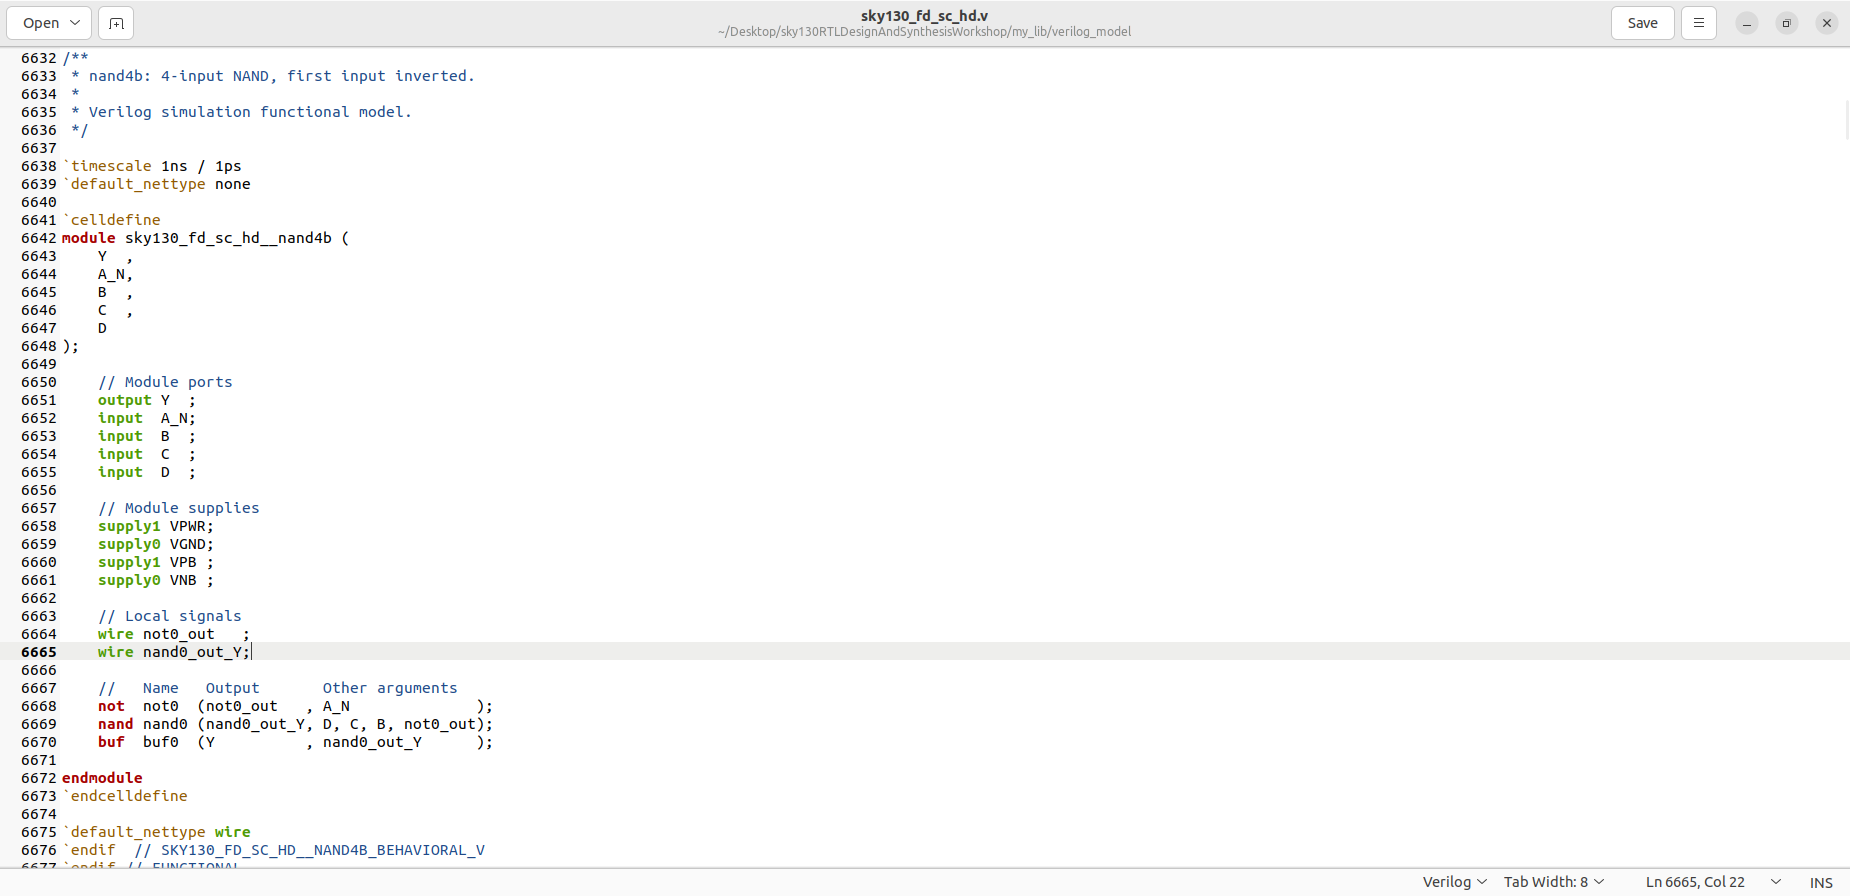 Open
sky130_fd_sc_hd.v
~/Desktop/sky130RTLDesignAndSynthesisWorkshop/my_lib/verilog_model
Save
6632 /**
6633  * nand4b: 4-input NAND, first input inverted.
6634  *
6635  * Verilog simulation functional model.
6636  */
6637
6638 `timescale 1ns / 1ps
6639 `default_nettype none
6640
6641 `celldefine
6642 module sky130_fd_sc_hd__nand4b (
6643     Y  ,
6644     A_N,
6645     B  ,
6646     C  ,
6647     D
6648 );
6649
6650     // Module ports
6651     output Y  ;
6652     input  A_N;
6653     input  B  ;
6654     input  C  ;
6655     input  D  ;
6656
6657     // Module supplies
6658     supply1 VPWR;
6659     supply0 VGND;
6660     supply1 VPB ;
6661     supply0 VNB ;
6662
6663     // Local signals
6664     wire not0_out   ;
6665     wire nand0_out_Y;
6666
6667     //   Name   Output       Other arguments
6668     not  not0  (not0_out   , A_N              );
6669     nand nand0 (nand0_out_Y, D, C, B, not0_out);
6670     buf  buf0  (Y          , nand0_out_Y      );
6671
6672 endmodule
6673 `endcelldefine
6674
6675 `default_nettype wire
6676 `endif  // SKY130_FD_SC_HD__NAND4B_BEHAVIORAL_V
6677 `endif // FUNCTIONAL
Verilog  Tab Width: 8  Ln 6665, Col 22  INS